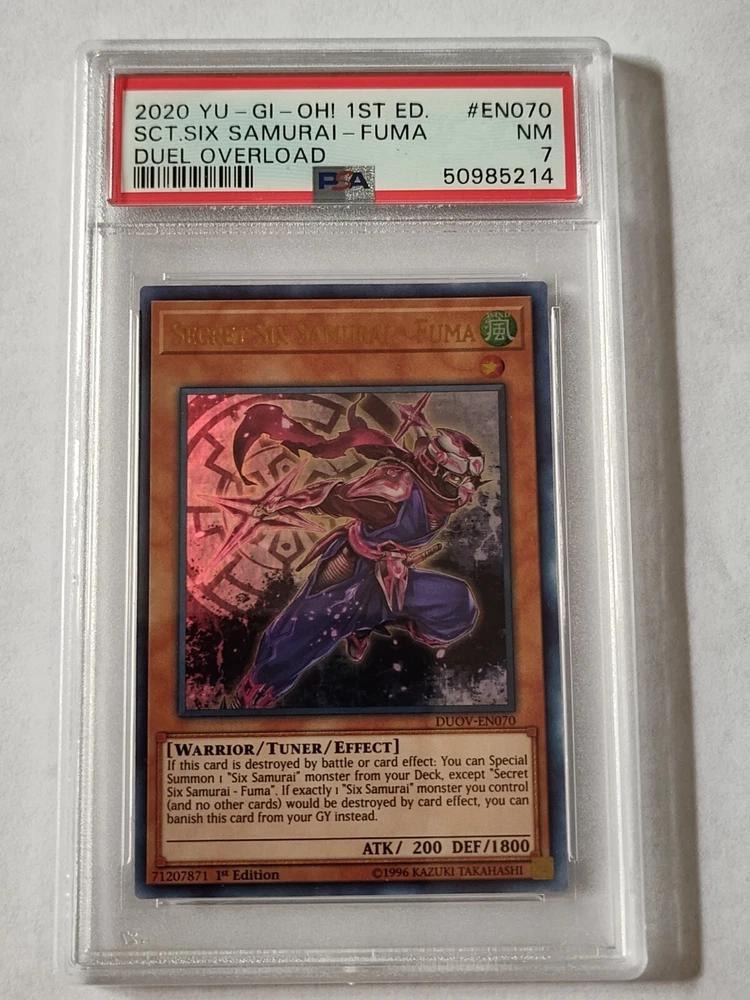 2020 YU-GI-OH! 1ST ED. #EN070
SCT.SIX SAMURAI-FUMA NM
DUEL OVERLOAD 7
PSA 50985214
SECRET SIX SAMURAI - FUMA
WIND
風
DUOV-EN070
[WARRIOR/TUNER/EFFECT]
If this card is destroyed by battle or card effect: You can Special
Summon 1 "Six Samurai" monster from your Deck, except "Secret
Six Samurai - Fuma". If exactly 1 "Six Samurai" monster you control
(and no other cards) would be destroyed by card effect, you can
banish this card from your GY instead.
ATK/ 200 DEF/1800
71207871 1st Edition ©1996 KAZUKI TAKAHASHI